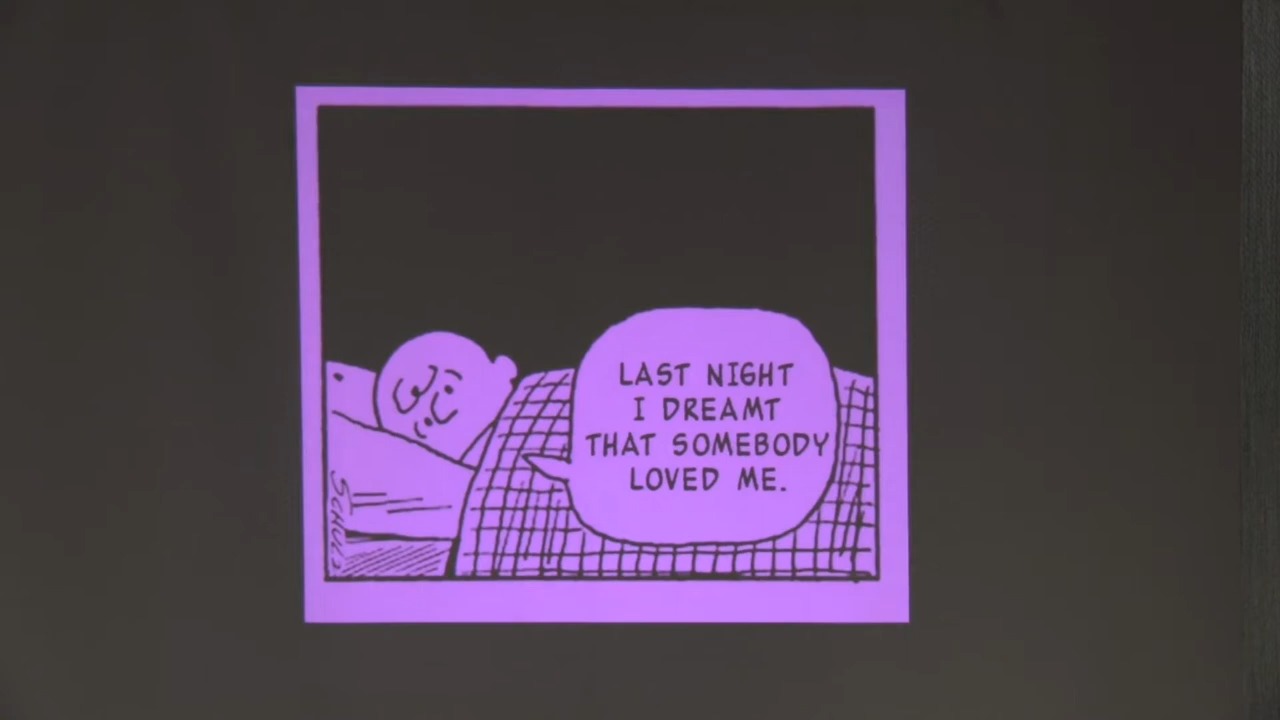 LAST NIGHT
I DREAMT
THAT SOMEBODY
LOVED ME.
SCHULZ